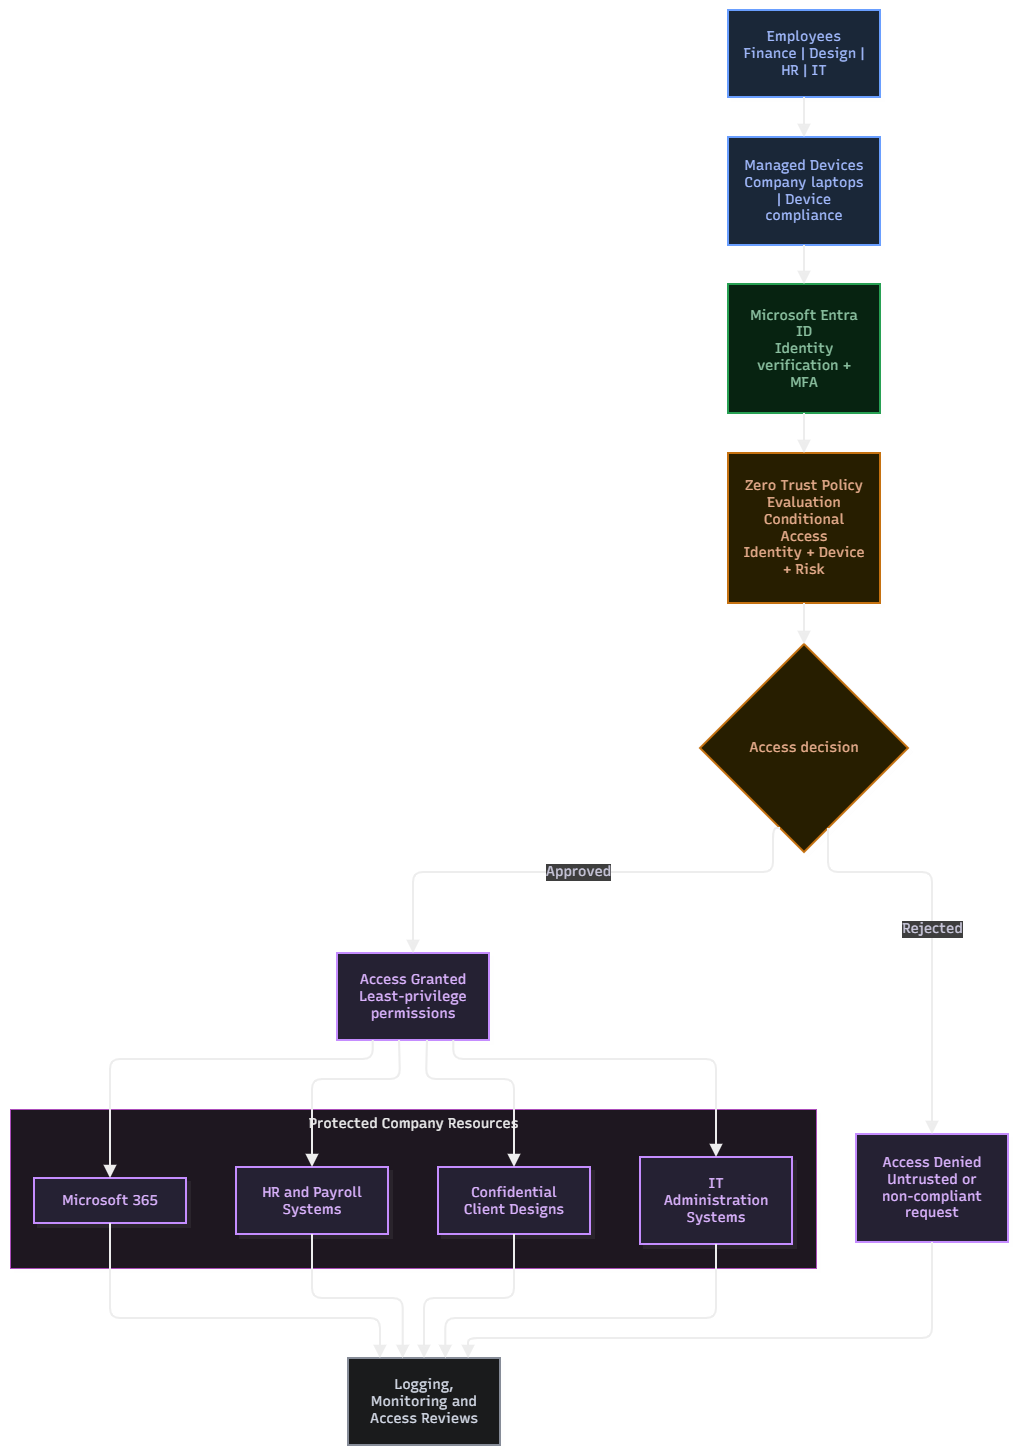 Employees
Finance | Design |
HR | IT
Managed Devices
Company laptops
| Device
compliance
Microsoft Entra
ID
Identity
verification +
MFA
Zero Trust Policy
Evaluation
Conditional
Access
Identity + Device
+ Risk
Access decision
Approved
Rejected
Access Granted
Least-privilege
permissions
Protected Company Resources
Microsoft 365
HR and Payroll
Systems
Confidential
Client Designs
IT
Administration
Systems
Access Denied
Untrusted or
non-compliant
request
Logging,
Monitoring and
Access Reviews